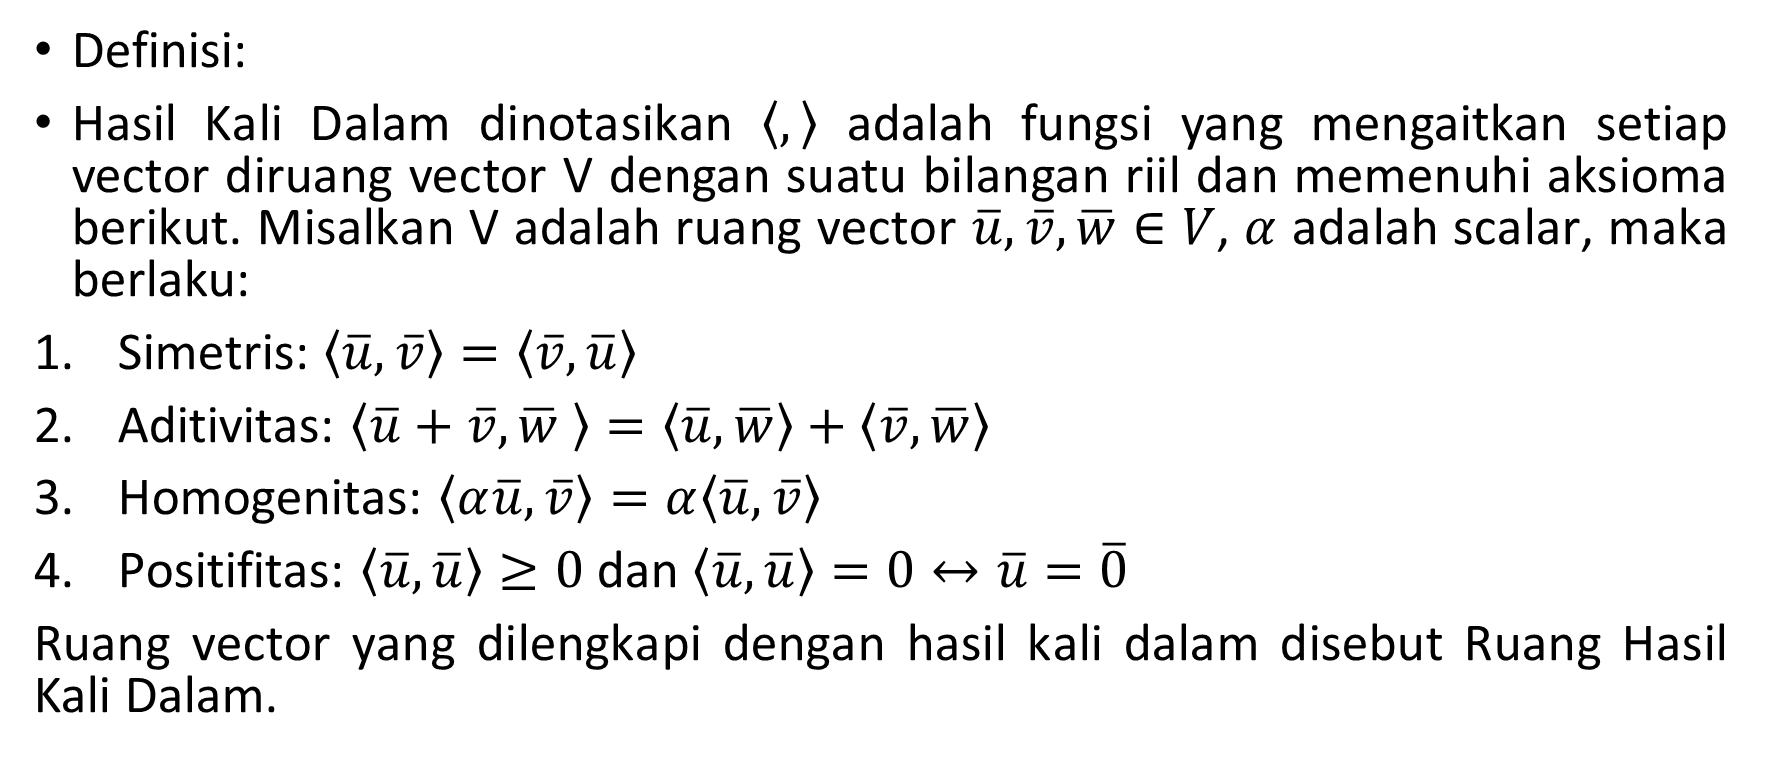 • Definisi:
• Hasil Kali Dalam dinotasikan ⟨,⟩ adalah fungsi yang mengaitkan setiap
vector diruang vector V dengan suatu bilangan riil dan memenuhi aksioma
berikut. Misalkan V adalah ruang vector u̅, v̅, w̅ ∈ V, α adalah scalar, maka
berlaku:
1. Simetris: ⟨u̅, v̅⟩ = ⟨v̅, u̅⟩
2. Aditivitas: ⟨u̅ + v̅, w̅ ⟩ = ⟨u̅, w̅⟩ + ⟨v̅, w̅⟩
3. Homogenitas: ⟨αu̅, v̅⟩ = α⟨u̅, v̅⟩
4. Positifitas: ⟨u̅, u̅⟩ ≥ 0 dan ⟨u̅, u̅⟩ = 0 ↔ u̅ = 0̅
Ruang vector yang dilengkapi dengan hasil kali dalam disebut Ruang Hasil
Kali Dalam.